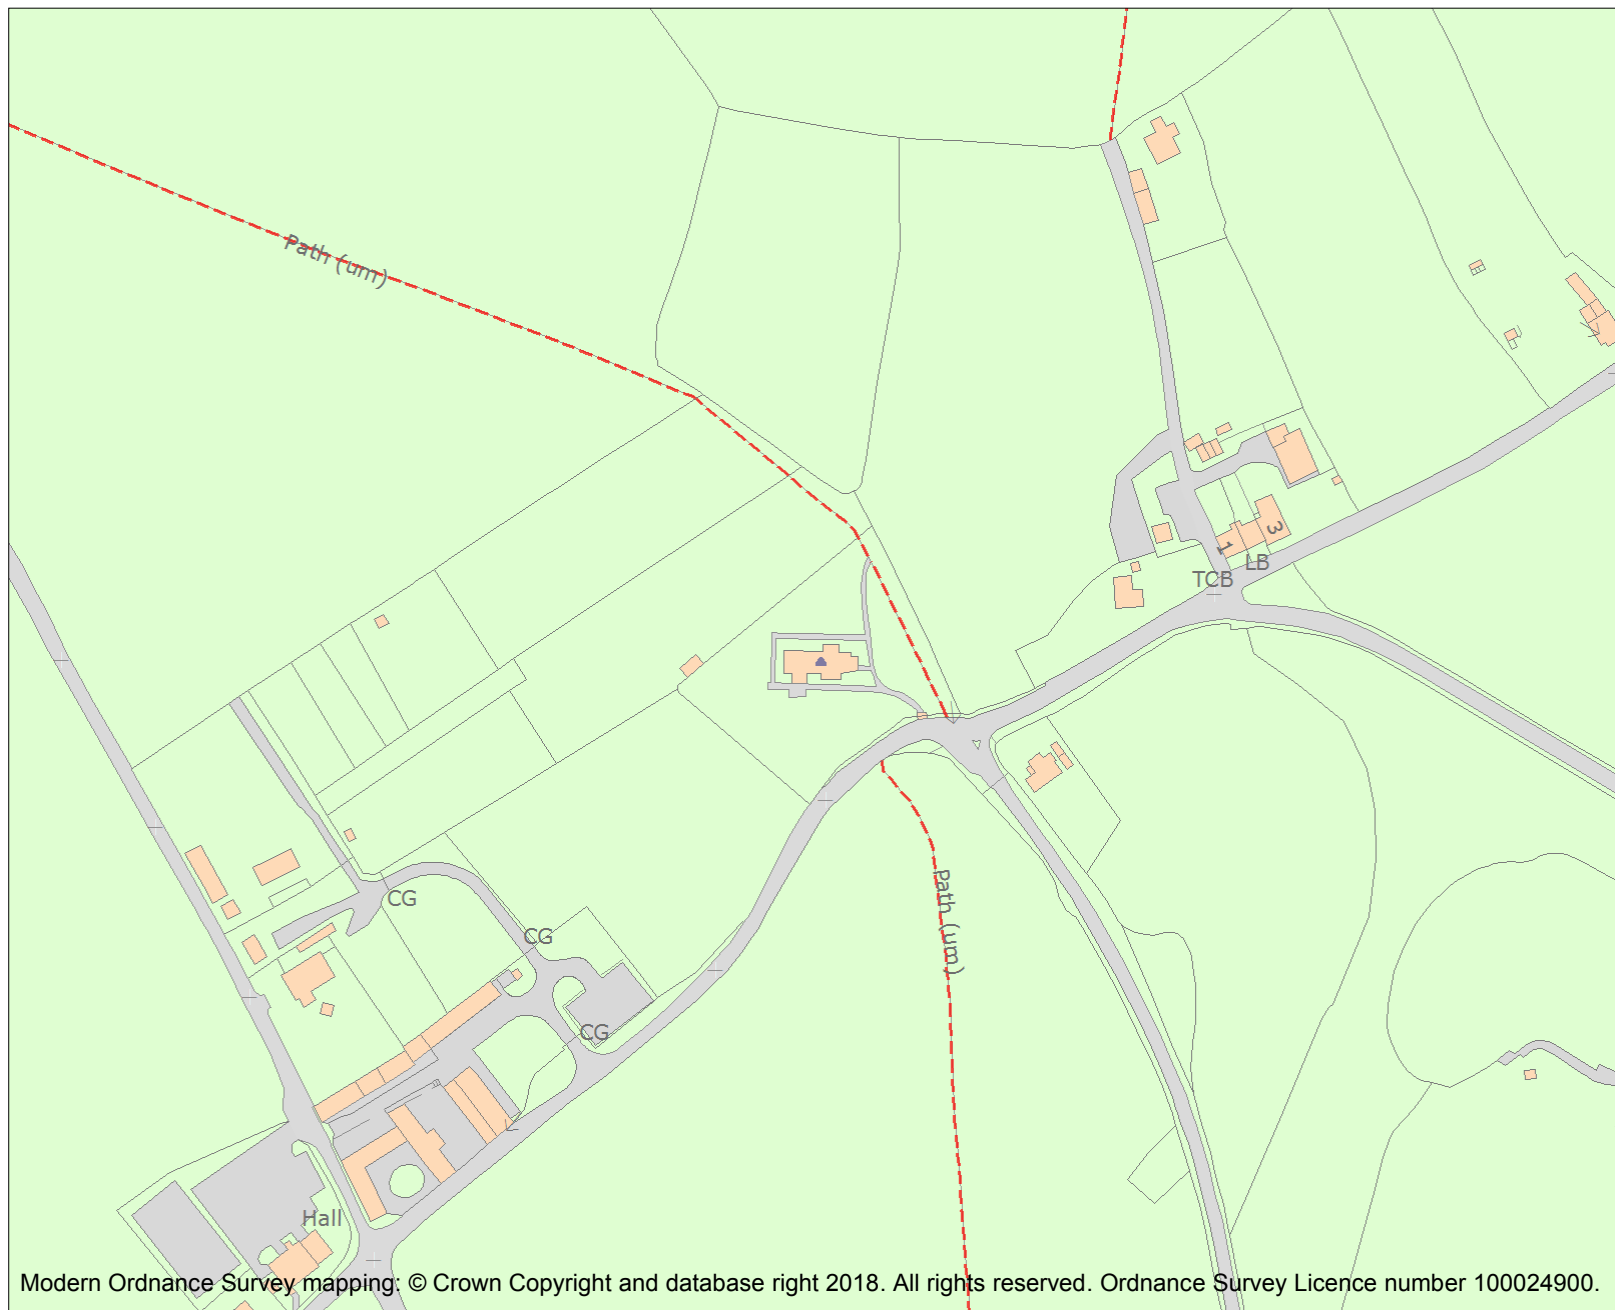 Path (um)
3
1
LB
TCB
Path (um)
CG
CG
CG
Hall
Modern Ordnance Survey mapping: © Crown Copyright and database right 2018. All rights reserved. Ordnance Survey Licence number 100024900.